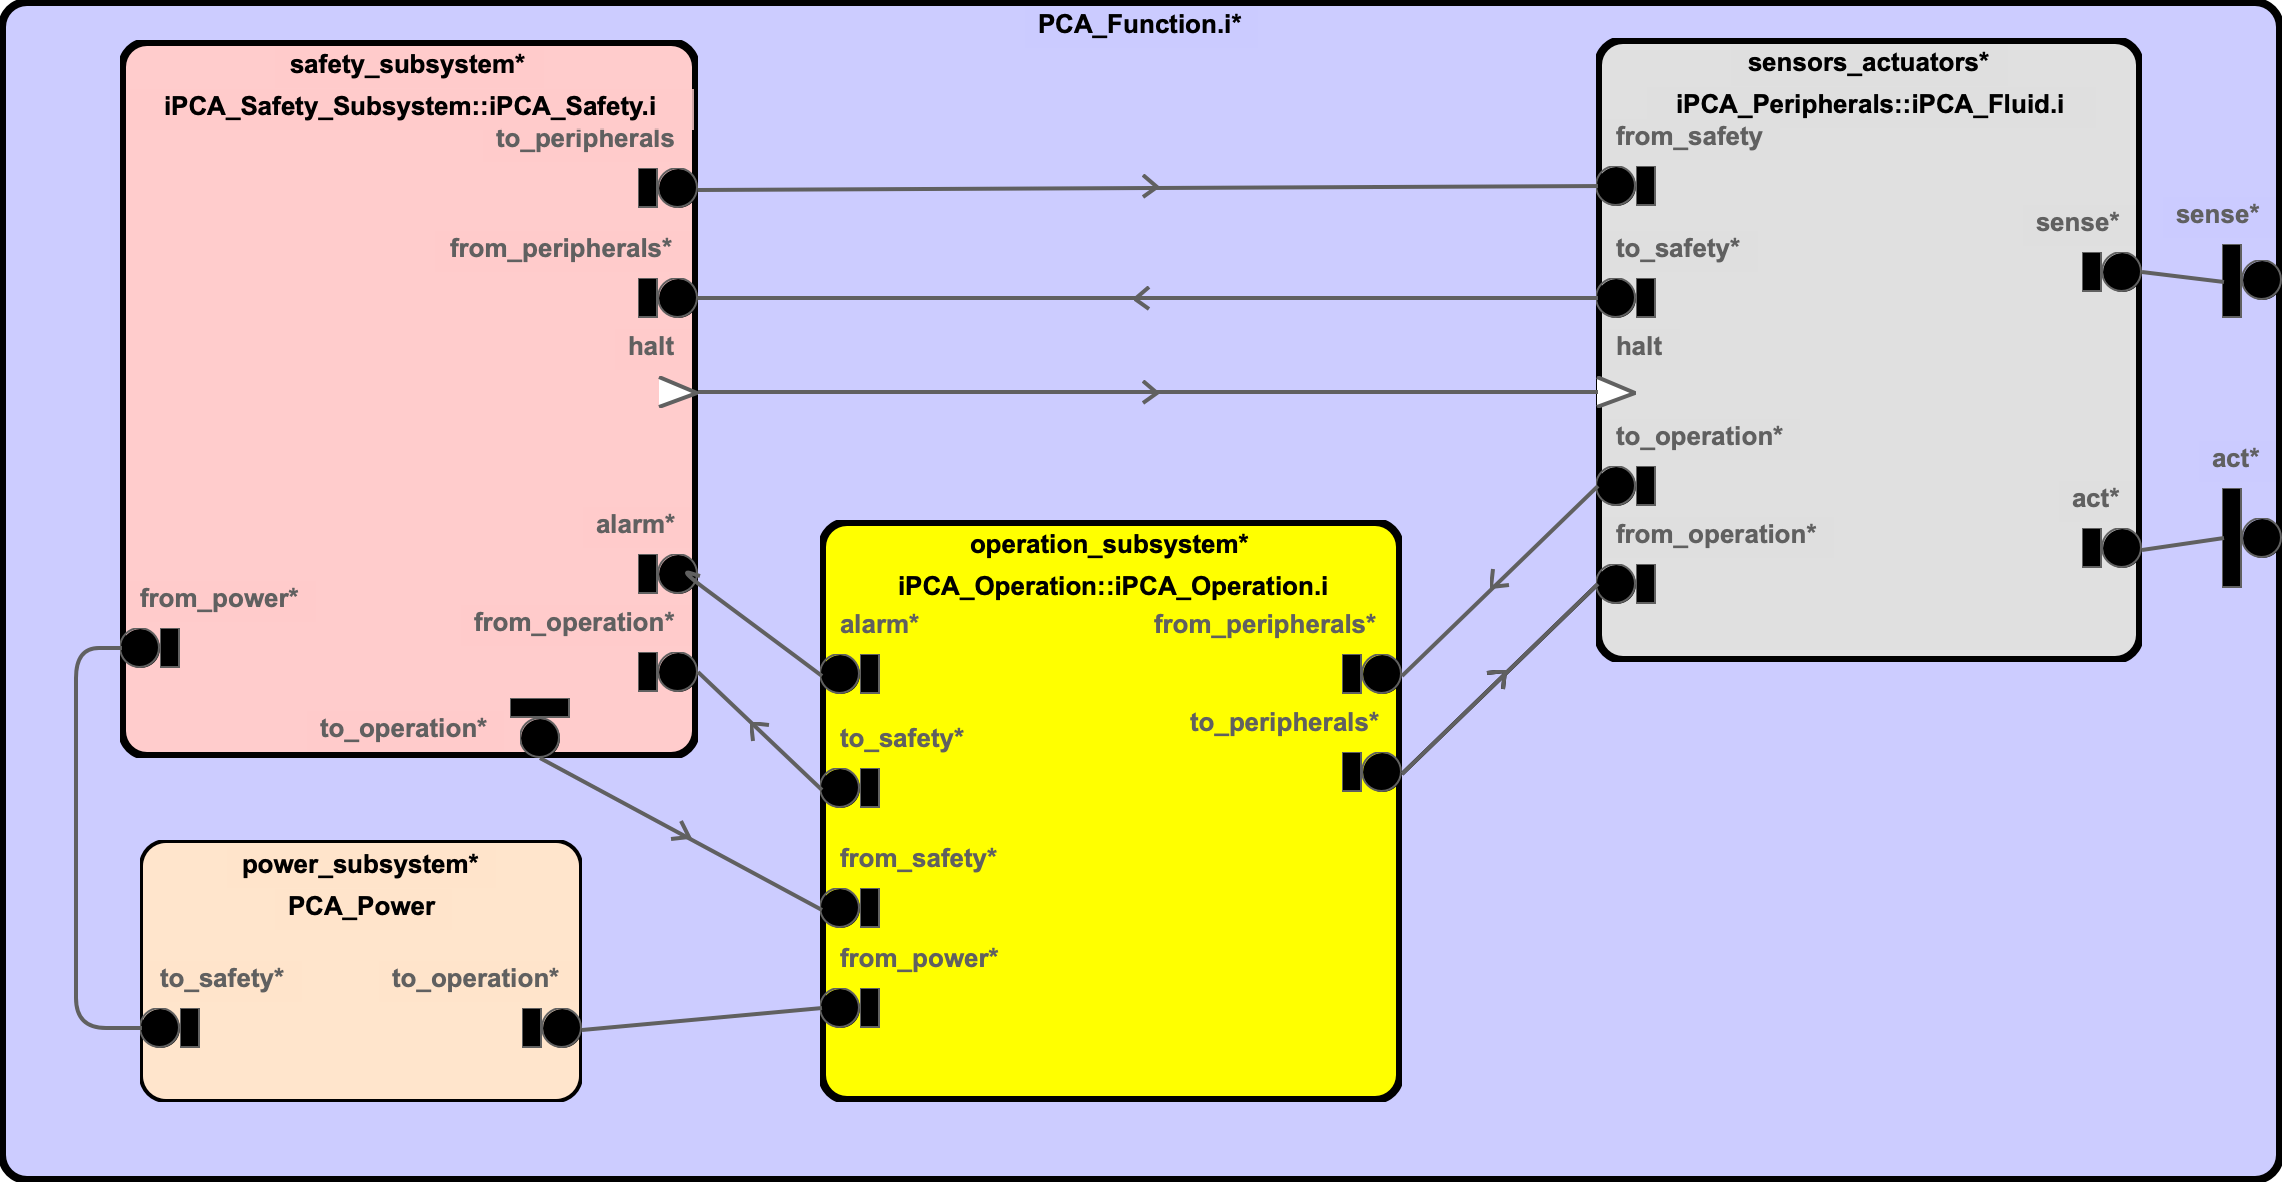 PCA_Function.i*
safety_subsystem*
iPCA_Safety_Subsystem::iPCA_Safety.i
to_peripherals
from_peripherals*
halt
alarm*
from_power*
from_operation*
to_operation*
sensors_actuators*
iPCA_Peripherals::iPCA_Fluid.i
from_safety
sense*
to_safety*
halt
to_operation*
act*
from_operation*
sense*
act*
operation_subsystem*
iPCA_Operation::iPCA_Operation.i
alarm*
from_peripherals*
to_peripherals*
to_safety*
from_safety*
from_power*
power_subsystem*
PCA_Power
to_safety*
to_operation*